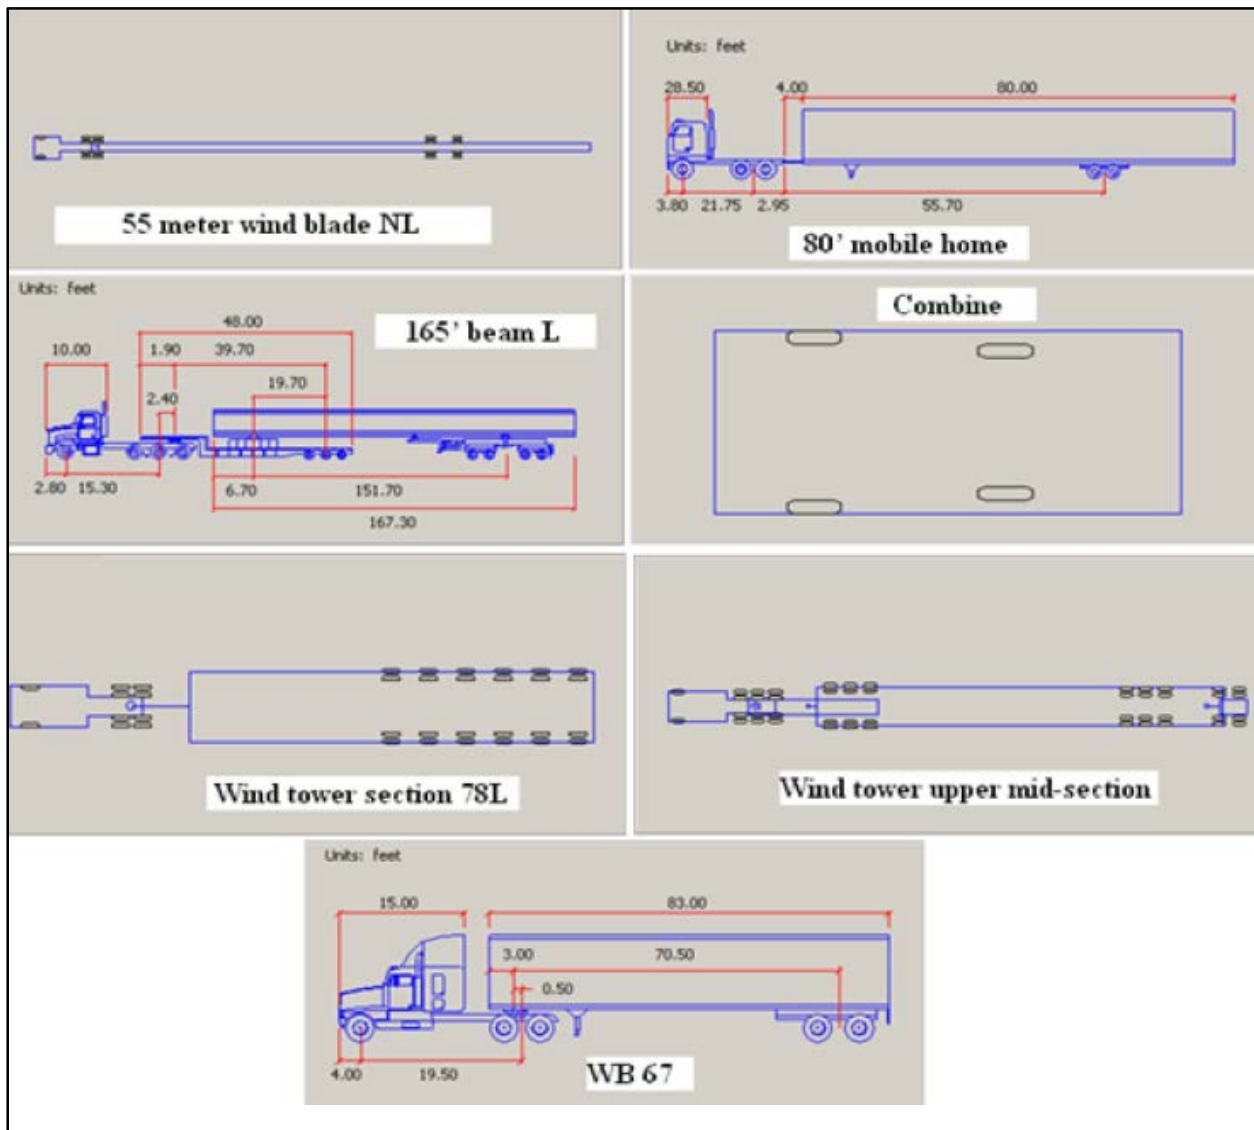 55 meter wind blade NL
Units: feet
28.50 4.00 80.00
3.80 21.75 2.95 55.70
80’ mobile home
Units: feet
165’ beam L
48.00
10.00 1.90 39.70
19.70
2.40
2.80 15.30 6.70 151.70
167.30
Combine
Wind tower section 78L
Wind tower upper mid-section
Units: feet
15.00 83.00
3.00 70.50
0.50
4.00 19.50
WB 67